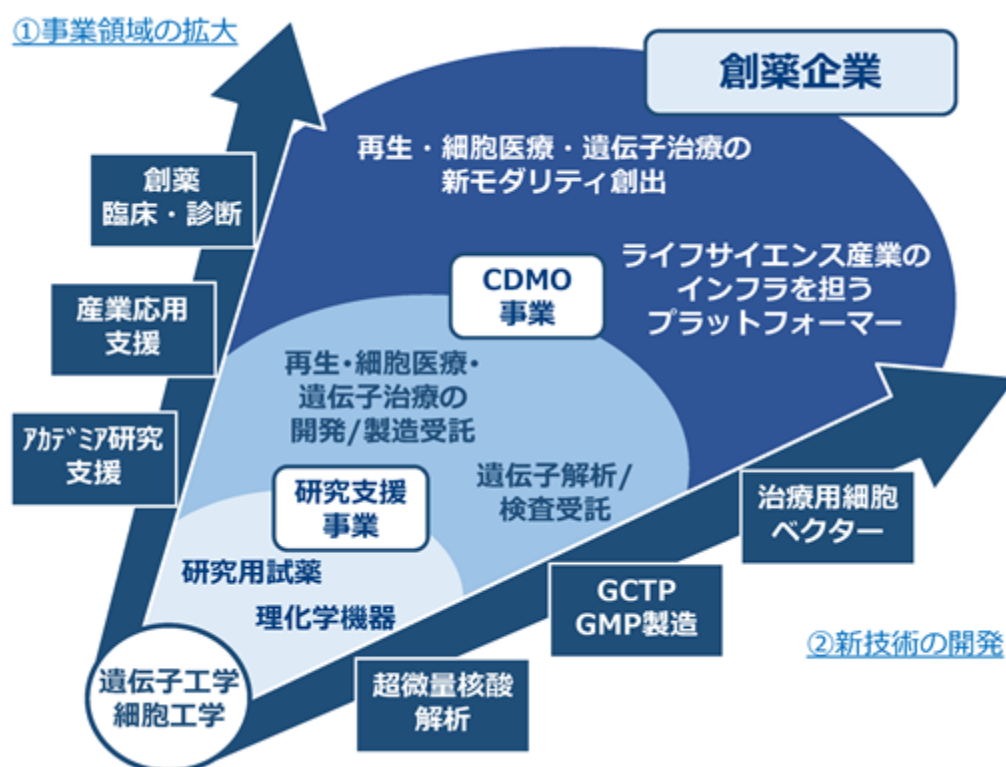 ①事業領域の拡大
創薬企業
再生・細胞医療・遺伝子治療の
新モダリティ創出
創薬
臨床・診断
ライフサイエンス産業の
インフラを担う
プラットフォーマー
CDMO
事業
産業応用
支援
再生・細胞医療・
遺伝子治療の
開発/製造受託
ｱｶﾃﾞﾐｱ研究
支援
遺伝子解析/
検査受託
研究支援
事業
治療用細胞
ベクター
研究用試薬
理化学機器
GCTP
GMP製造
②新技術の開発
超微量核酸
解析
遺伝子工学
細胞工学